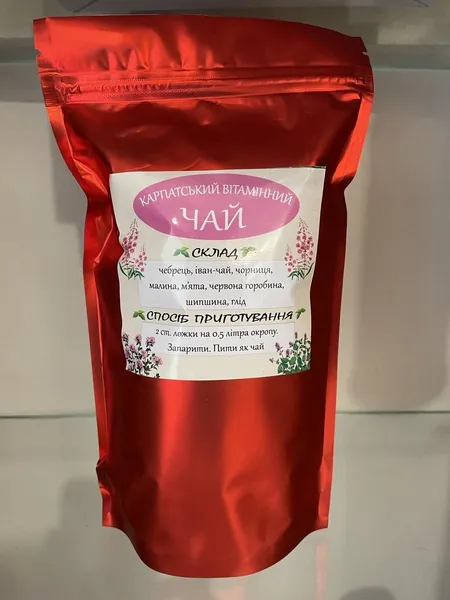 КАРПАТСЬКИЙ ВІТАМІННИЙ
ЧАЙ
СКЛАД
чебрець, іван-чай, чорниця,
малина, м'ята, червона горобина,
шипшина, глід
СПОСІБ ПРИГОТУВАННЯ
2 ст. ложки на 0.5 літра окропу.
Запарити. Пити як чай